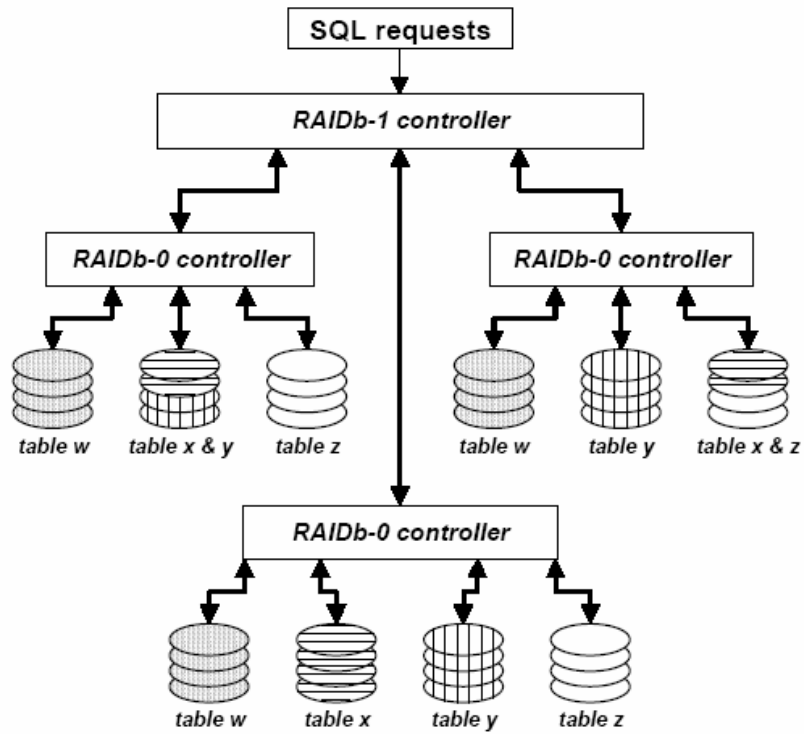 SQL requests
RAIDb-1 controller
RAIDb-0 controller
RAIDb-0 controller
table w
table x & y
table z
table w
table y
table x & z
RAIDb-0 controller
table w
table x
table y
table z